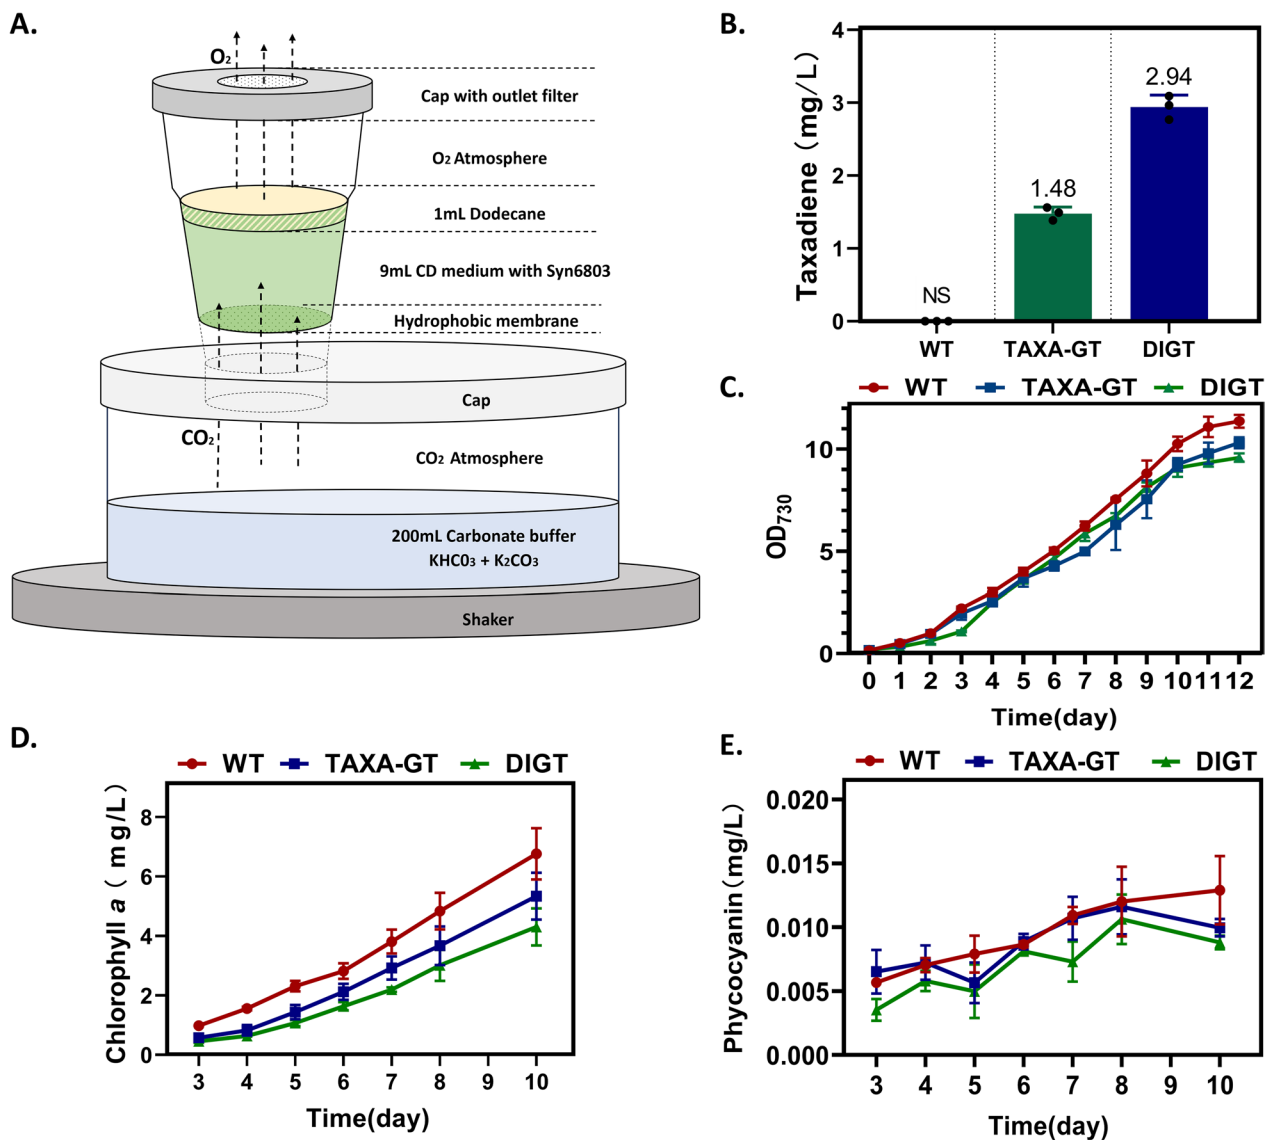 A.
O₂
Cap with outlet filter
O₂ Atmosphere
1mL Dodecane
9mL CD medium with Syn6803
Hydrophobic membrane
Cap
CO₂
CO₂ Atmosphere
200mL Carbonate buffer
KHC0₃ + K₂CO₃
Shaker
B.
Taxadiene (mg/L)
4
3
2
1
0
NS
1.48
2.94
WT TAXA-GT DIGT
C.
WT TAXA-GT DIGT
OD₇₃₀
10
5
0
0 1 2 3 4 5 6 7 8 9 10 11 12
Time(day)
D.
WT TAXA-GT DIGT
Chlorophyll a ( mg/L)
8
6
4
2
0
3 4 5 6 7 8 9 10
Time(day)
E.
WT TAXA-GT DIGT
Phycocyanin(mg/L)
0.020
0.015
0.010
0.005
0.000
3 4 5 6 7 8 9 10
Time(day)